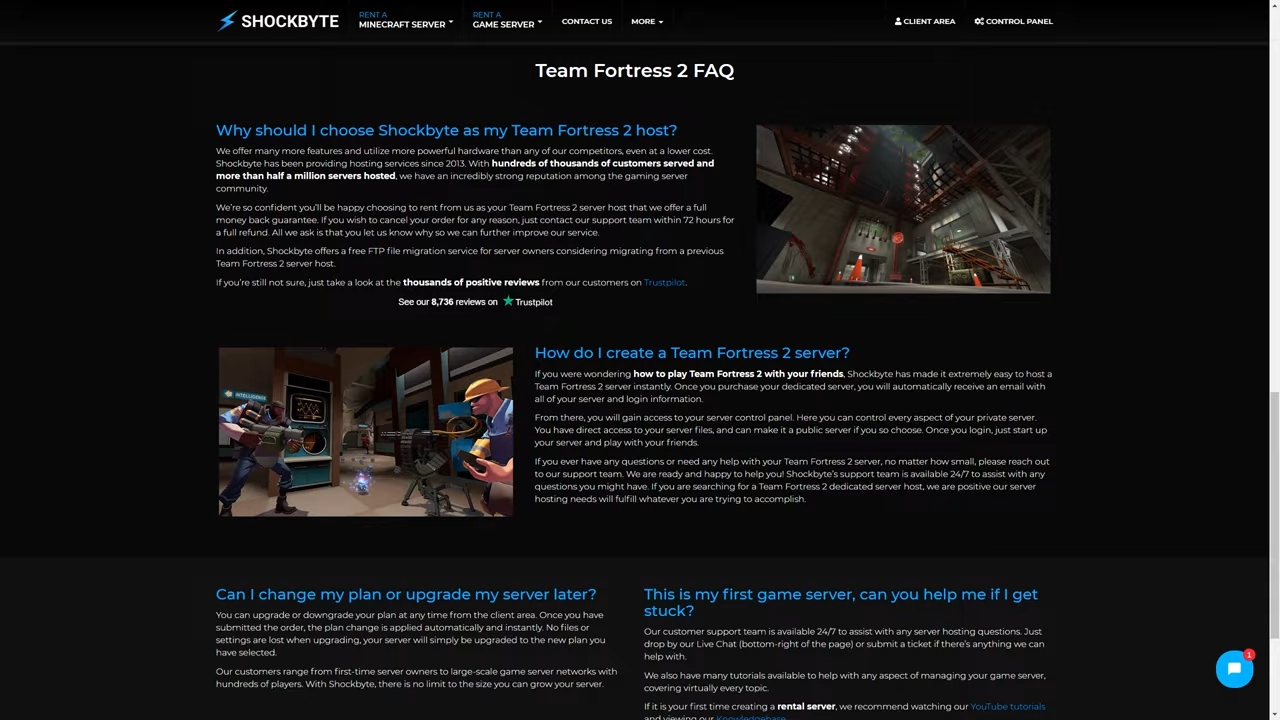 SHOCKBYTE
RENT A
MINECRAFT SERVER
RENT A
GAME SERVER
CONTACT US
MORE
CLIENT AREA
CONTROL PANEL
Team Fortress 2 FAQ
Why should I choose Shockbyte as my Team Fortress 2 host?
We offer many more features and utilize more powerful hardware than any of our competitors, even at a lower cost.
Shockbyte has been providing hosting services since 2013. With hundreds of thousands of customers served and
more than half a million servers hosted, we have an incredibly strong reputation among the gaming server
community.
We're so confident you'll be happy choosing to rent from us as your Team Fortress 2 server host that we offer a full
money back guarantee. If you wish to cancel your order for any reason, just contact our support team within 72 hours for
a full refund. All we ask is that you let us know why so we can further improve our service.
In addition, Shockbyte offers a free FTP file migration service for server owners considering migrating from a previous
Team Fortress 2 server host.
If you're still not sure, just take a look at the thousands of positive reviews from our customers on Trustpilot.
See our 8,736 reviews on Trustpilot
INTELLIGENCE
How do I create a Team Fortress 2 server?
If you were wondering how to play Team Fortress 2 with your friends, Shockbyte has made it extremely easy to host a
Team Fortress 2 server instantly. Once you purchase your dedicated server, you will automatically receive an email with
all of your server and login information.
From there, you will gain access to your server control panel. Here you can control every aspect of your private server.
You have direct access to your server files, and can make it a public server if you so choose. Once you login, just start up
your server and play with your friends.
If you ever have any questions or need any help with your Team Fortress 2 server, no matter how small, please reach out
to our support team. We are ready and happy to help you! Shockbyte's support team is available 24/7 to assist with any
questions you might have. If you are searching for a Team Fortress 2 dedicated server host, we are positive our server
hosting needs will fulfill whatever you are trying to accomplish.
Can I change my plan or upgrade my server later?
You can upgrade or downgrade your plan at any time from the client area. Once you have
submitted the order, the plan change is applied automatically and instantly. No files or
settings are lost when upgrading, your server will simply be upgraded to the new plan you
have selected.
Our customers range from first-time server owners to large-scale game server networks with
hundreds of players. With Shockbyte, there is no limit to the size you can grow your server.
This is my first game server, can you help me if I get
stuck?
Our customer support team is available 24/7 to assist with any server hosting questions. Just
drop by our Live Chat (bottom-right of the page) or submit a ticket if there's anything we can
help with.
We also have many tutorials available to help with any aspect of managing your game server,
covering virtually every topic.
If it is your first time creating a rental server, we recommend watching our YouTube tutorials
and viewing our Knowledgebase
1